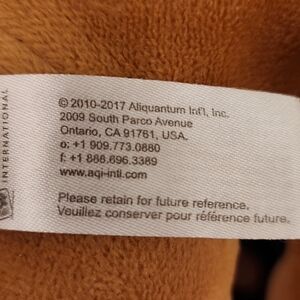 INTERNATIONAL
© 2010-2017 Aliquantum Int'l, Inc.
2009 South Parco Avenue
Ontario, CA 91761, USA.
o: +1 909.773.0880
f: +1 866.696.3389
www.aqi-intl.com
Please retain for future reference.
Veuillez conserver pour référence future.